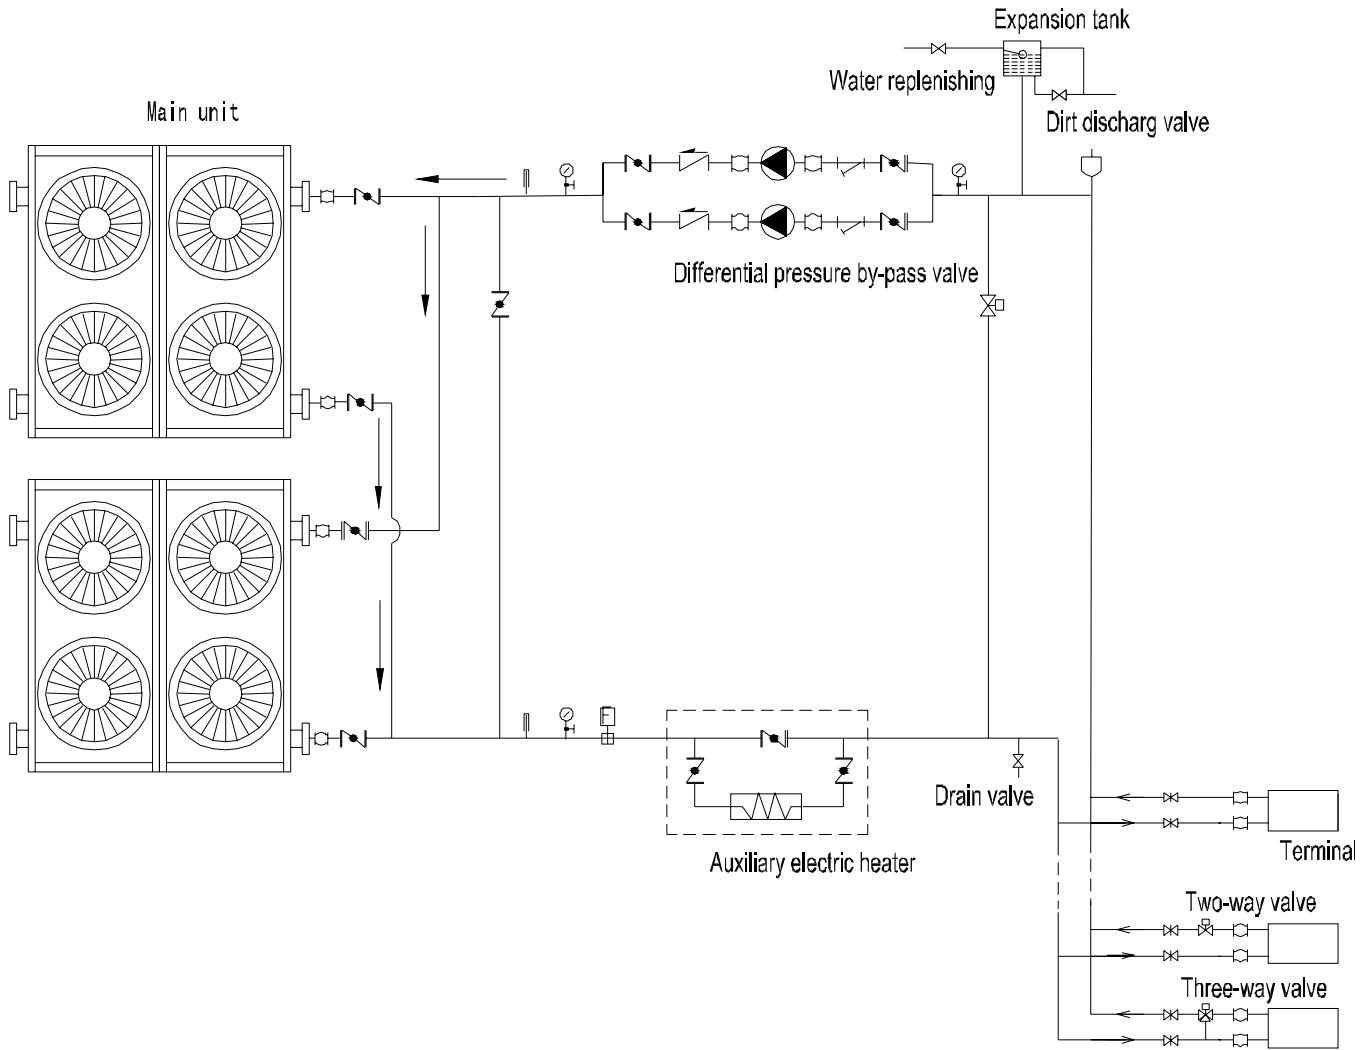 Expansion tank
Water replenishing
Main unit
Dirt discharg valve
Differential pressure by-pass valve
F
Drain valve
Auxiliary electric heater
Terminal
Two-way valve
Three-way valve